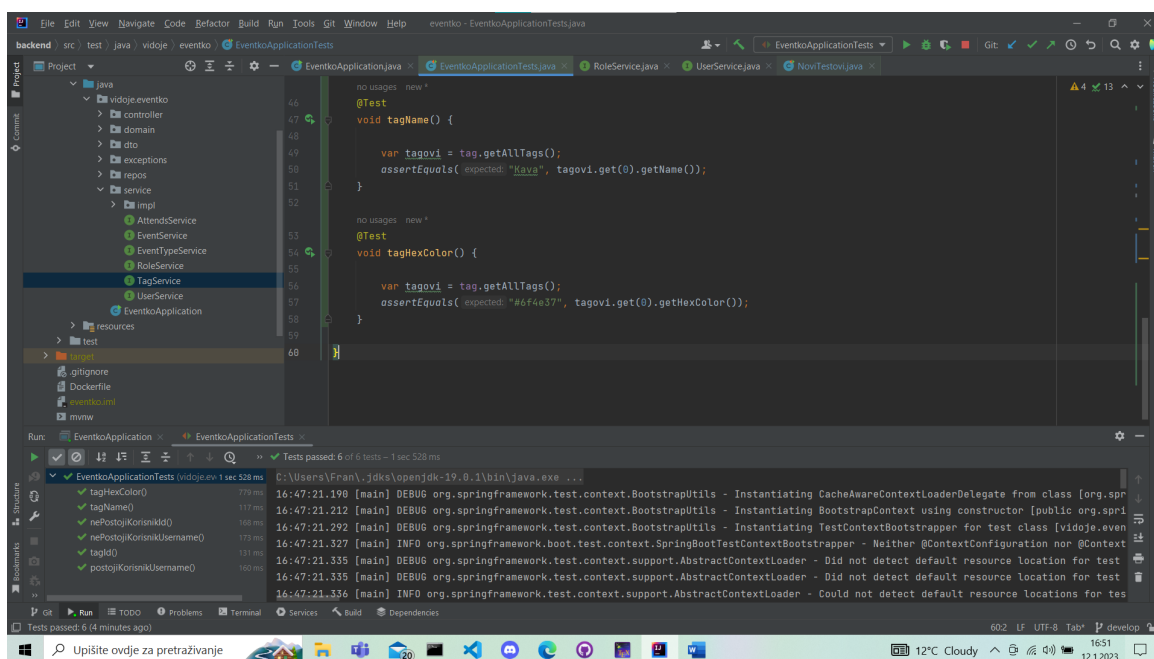 File Edit View Navigate Code Refactor Build Run Tools Git Window Help eventko - EventkoApplicationTests.java
backend src test java vidoje eventko EventkoApplicationTests EventkoApplicationTests Git:
Project EventkoApplication.java EventkoApplicationTests.java RoleService.java UserService.java NoviTestovi.java
java
vidoje.eventko
controller
domain
dto
exceptions
repos
service
impl
AttendsService
EventService
EventTypeService
RoleService
TagService
UserService
EventkoApplication
resources
test
target
.gitignore
Dockerfile
eventko.iml
mvnw
Project
Commit
no usages new *
46 @Test
47 void tagName() {
48
49 var tagovi = tag.getAllTags();
50 assertEquals( expected: "Kava", tagovi.get(0).getName());
51 }
52
no usages new *
53 @Test
54 void tagHexColor() {
55
56 var tagovi = tag.getAllTags();
57 assertEquals( expected: "#6f4e37", tagovi.get(0).getHexColor());
58 }
59
60 }
4 13
Run: EventkoApplication EventkoApplicationTests
Tests passed: 6 of 6 tests – 1 sec 528 ms
EventkoApplicationTests (vidoje.ev 1 sec 528 ms
tagHexColor() 779 ms
tagName() 117 ms
nePostojiKorisnikId() 168 ms
nePostojiKorisnikUsername() 173 ms
tagId() 131 ms
postojiKorisnikUsername() 160 ms
C:\Users\Fran\.jdks\openjdk-19.0.1\bin\java.exe ...
16:47:21.190 [main] DEBUG org.springframework.test.context.BootstrapUtils - Instantiating CacheAwareContextLoaderDelegate from class [org.spr
16:47:21.212 [main] DEBUG org.springframework.test.context.BootstrapUtils - Instantiating BootstrapContext using constructor [public org.spri
16:47:21.292 [main] DEBUG org.springframework.test.context.BootstrapUtils - Instantiating TestContextBootstrapper for test class [vidoje.even
16:47:21.327 [main] INFO org.springframework.boot.test.context.SpringBootTestContextBootstrapper - Neither @ContextConfiguration nor @Context
16:47:21.335 [main] DEBUG org.springframework.test.context.support.AbstractContextLoader - Did not detect default resource location for test
16:47:21.335 [main] DEBUG org.springframework.test.context.support.AbstractContextLoader - Did not detect default resource location for test
16:47:21.336 [main] INFO org.springframework.test.context.support.AbstractContextLoader - Could not detect default resource locations for tes
Structure
Bookmarks
Git Run TODO Problems Terminal Services Build Dependencies
Tests passed: 6 (4 minutes ago) 60:2 LF UTF-8 Tab* develop
Upišite ovdje za pretraživanje 20 12°C Cloudy 16:51
12.1.2023.